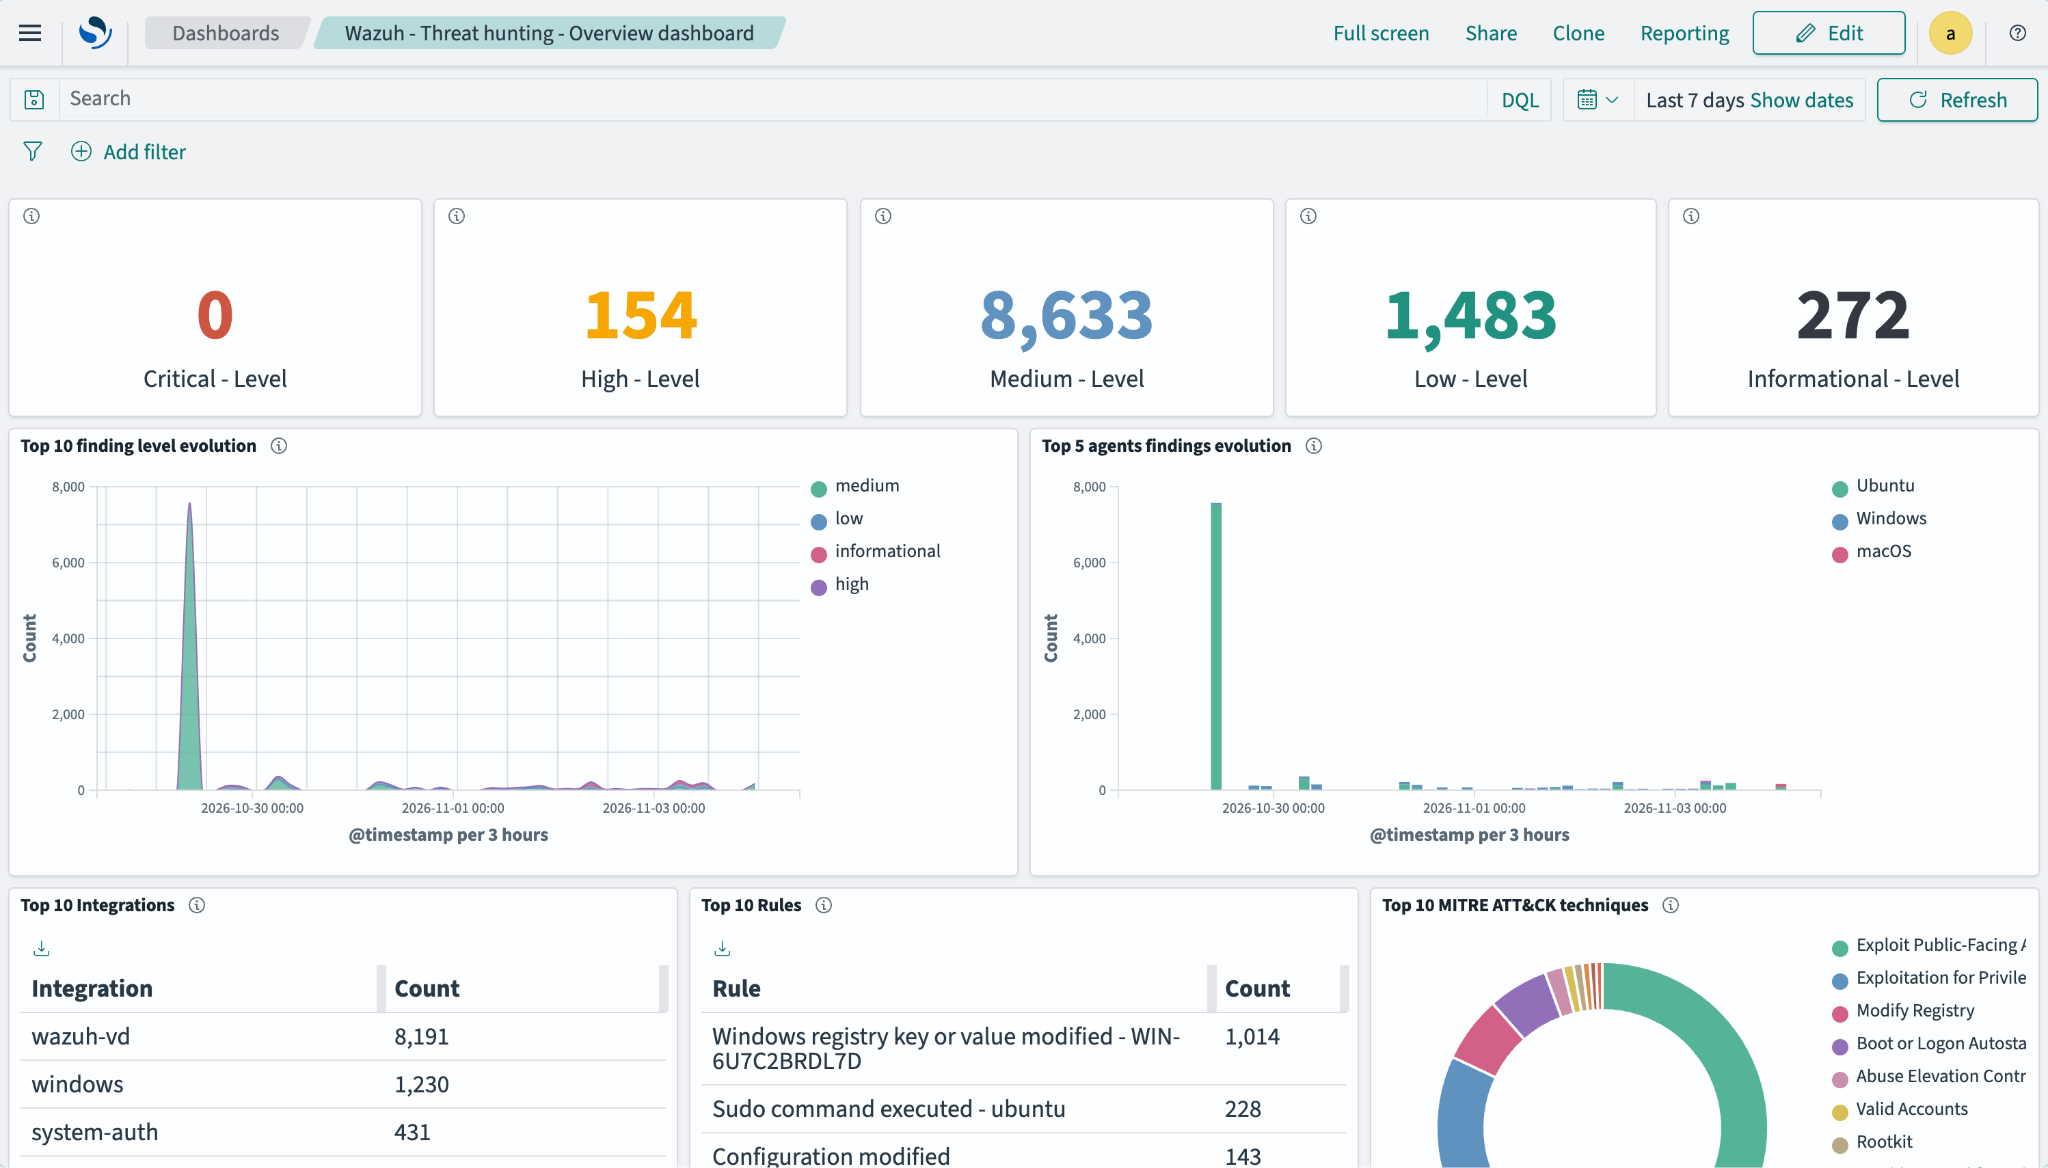 Dashboards
Wazuh - Threat hunting - Overview dashboard
Full screen
Share
Clone
Reporting
Edit
a
Search
DQL
Last 7 days Show dates
Refresh
Add filter
0
Critical - Level
154
High - Level
8,633
Medium - Level
1,483
Low - Level
272
Informational - Level
Top 10 finding level evolution
8,000
6,000
4,000
2,000
0
Count
2026-10-30 00:00
2026-11-01 00:00
2026-11-03 00:00
@timestamp per 3 hours
medium
low
informational
high
Top 5 agents findings evolution
8,000
6,000
4,000
2,000
0
Count
2026-10-30 00:00
2026-11-01 00:00
2026-11-03 00:00
@timestamp per 3 hours
Ubuntu
Windows
macOS
Top 10 Integrations
Integration Count
wazuh-vd 8,191
windows 1,230
system-auth 431
Top 10 Rules
Rule Count
Windows registry key or value modified - WIN- 1,014
6U7C2BRDL7D
Sudo command executed - ubuntu 228
Configuration modified 143
Top 10 MITRE ATT&CK techniques
Exploit Public-Facing
Exploitation for Privile
Modify Registry
Boot or Logon Autosta
Abuse Elevation Contr
Valid Accounts
Rootkit